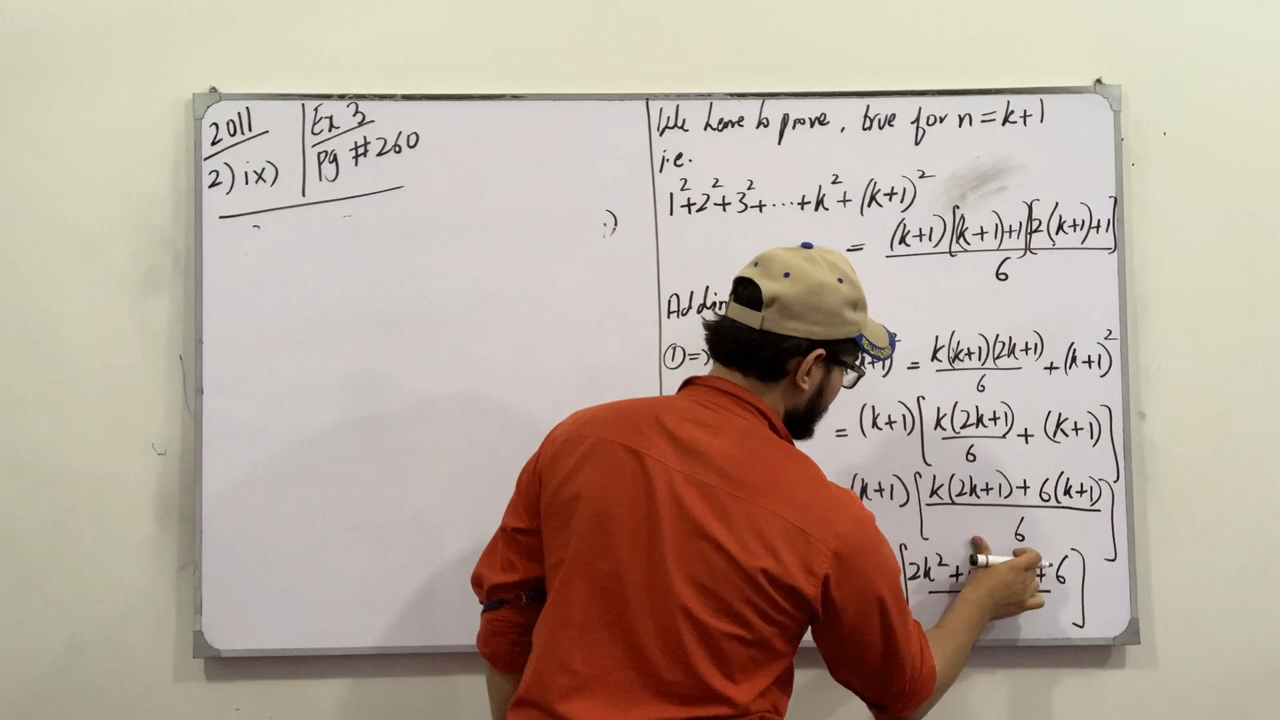 2011
2) ix)
Ex 3
Pg #260
We have to prove, true for n = k+1
i.e.
1²+2²+3²+...+k²+(k+1)²
= (k+1)[(k+1)+1][2(k+1)+1] / 6
① =>
= k(k+1)(2k+1) / 6 + (k+1)²
= (k+1)[k(2k+1) / 6 + (k+1)]
(k+1)[k(2k+1) + 6(k+1) / 6]
[2k²+ + 6]